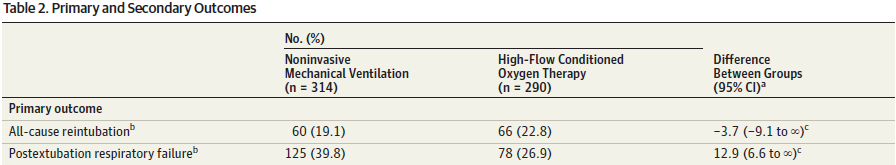 Table 2. Primary and Secondary Outcomes
No. (%)
Noninvasive Mechanical Ventilation (n = 314) High-Flow Conditioned Oxygen Therapy (n = 290) Difference Between Groups (95% CI)a
Primary outcome
All-cause reintubationb 60 (19.1) 66 (22.8) −3.7 (−9.1 to ∞)c
Postextubation respiratory failureb 125 (39.8) 78 (26.9) 12.9 (6.6 to ∞)c